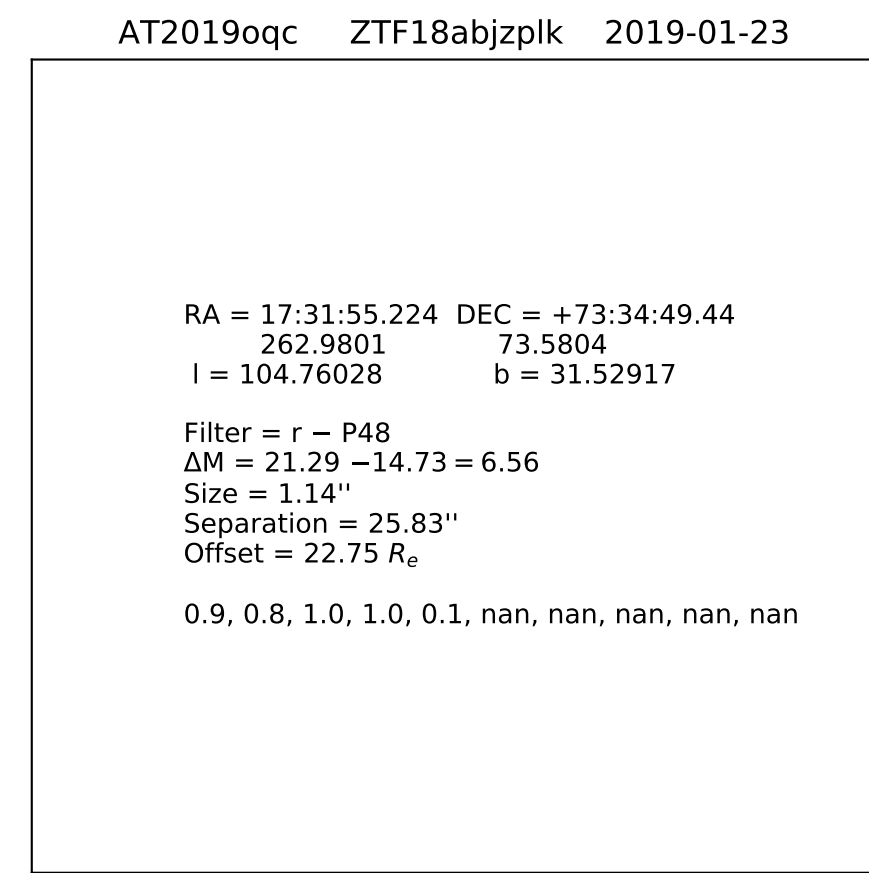 AT2019oqc ZTF18abjzplk 2019-01-23
RA = 17:31:55.224 DEC = +73:34:49.44
262.9801 73.5804
l = 104.76028 b = 31.52917
Filter = r − P48
ΔM = 21.29 −14.73 = 6.56
Size = 1.14''
Separation = 25.83''
Offset = 22.75 Re
0.9, 0.8, 1.0, 1.0, 0.1, nan, nan, nan, nan, nan